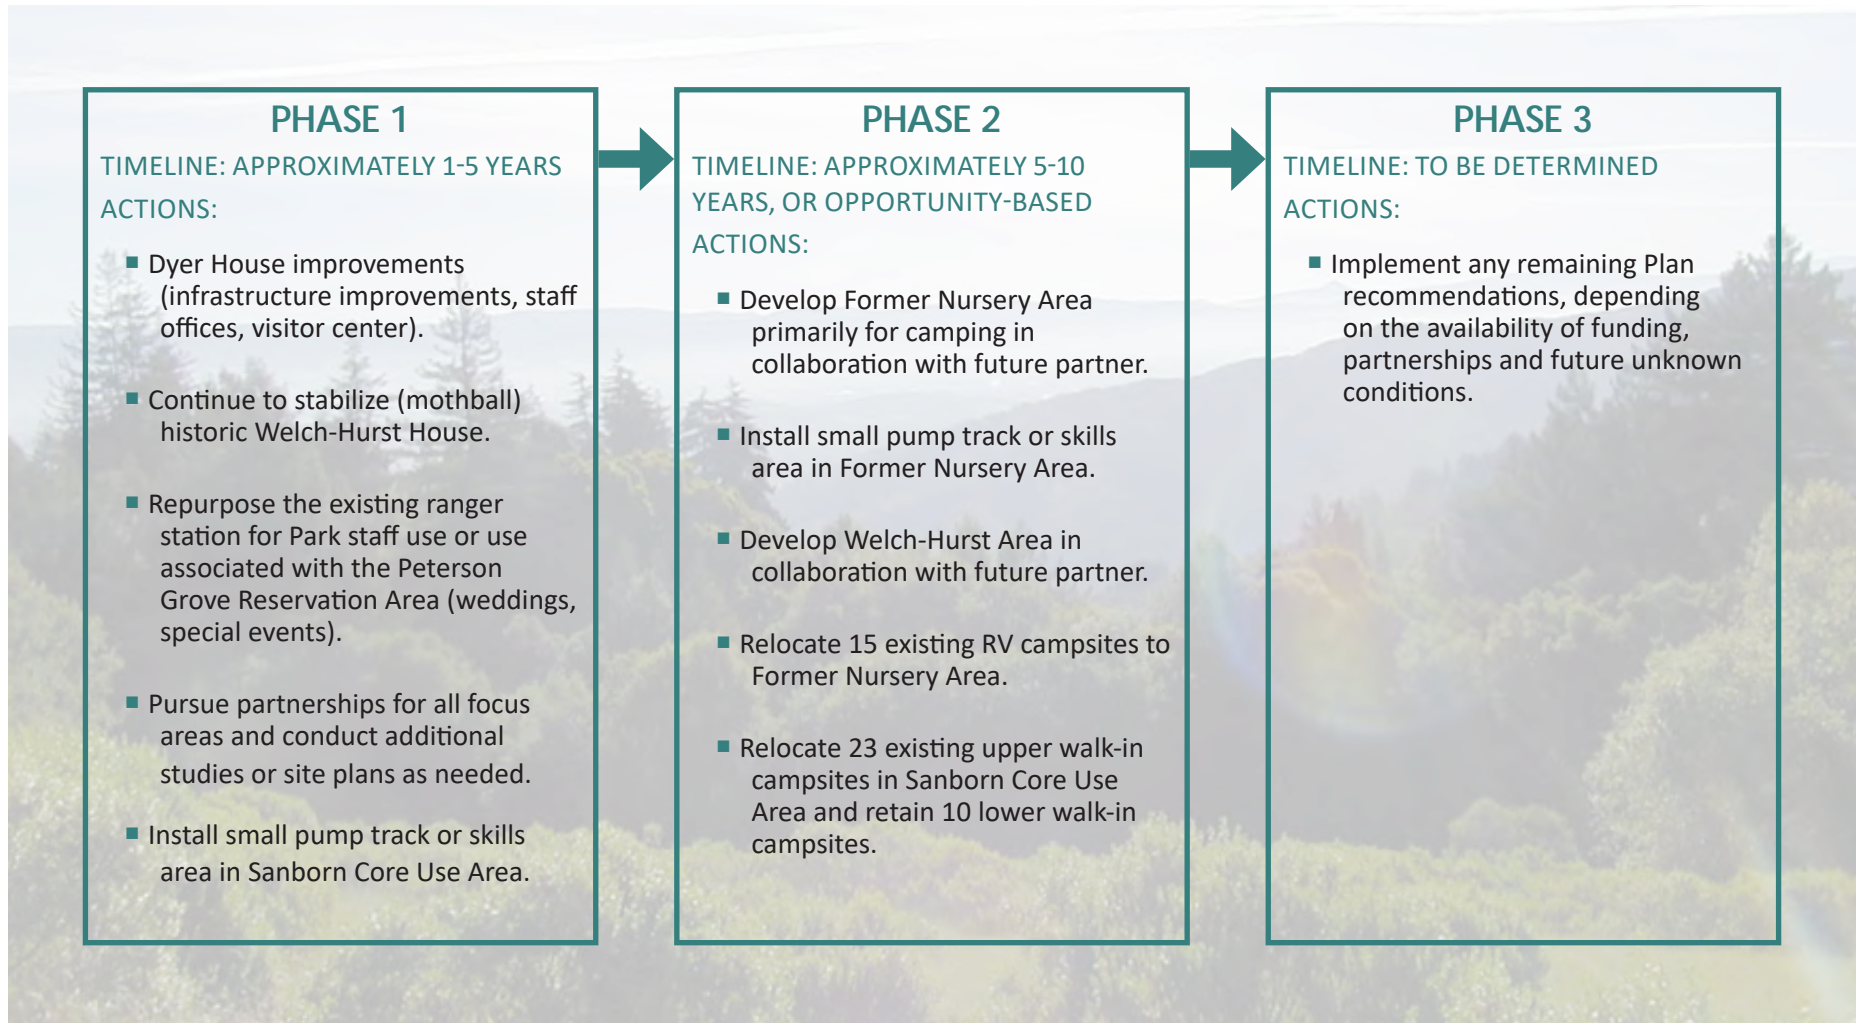 PHASE 1
TIMELINE: APPROXIMATELY 1-5 YEARS
ACTIONS:
■ Dyer House improvements
(infrastructure improvements, staff
offices, visitor center).
■ Continue to stabilize (mothball)
historic Welch-Hurst House.
■ Repurpose the existing ranger
station for Park staff use or use
associated with the Peterson
Grove Reservation Area (weddings,
special events).
■ Pursue partnerships for all focus
areas and conduct additional
studies or site plans as needed.
■ Install small pump track or skills
area in Sanborn Core Use Area.
PHASE 2
TIMELINE: APPROXIMATELY 5-10
YEARS, OR OPPORTUNITY-BASED
ACTIONS:
■ Develop Former Nursery Area
primarily for camping in
collaboration with future partner.
■ Install small pump track or skills
area in Former Nursery Area.
■ Develop Welch-Hurst Area in
collaboration with future partner.
■ Relocate 15 existing RV campsites to
Former Nursery Area.
■ Relocate 23 existing upper walk-in
campsites in Sanborn Core Use
Area and retain 10 lower walk-in
campsites.
PHASE 3
TIMELINE: TO BE DETERMINED
ACTIONS:
■ Implement any remaining Plan
recommendations, depending
on the availability of funding,
partnerships and future unknown
conditions.